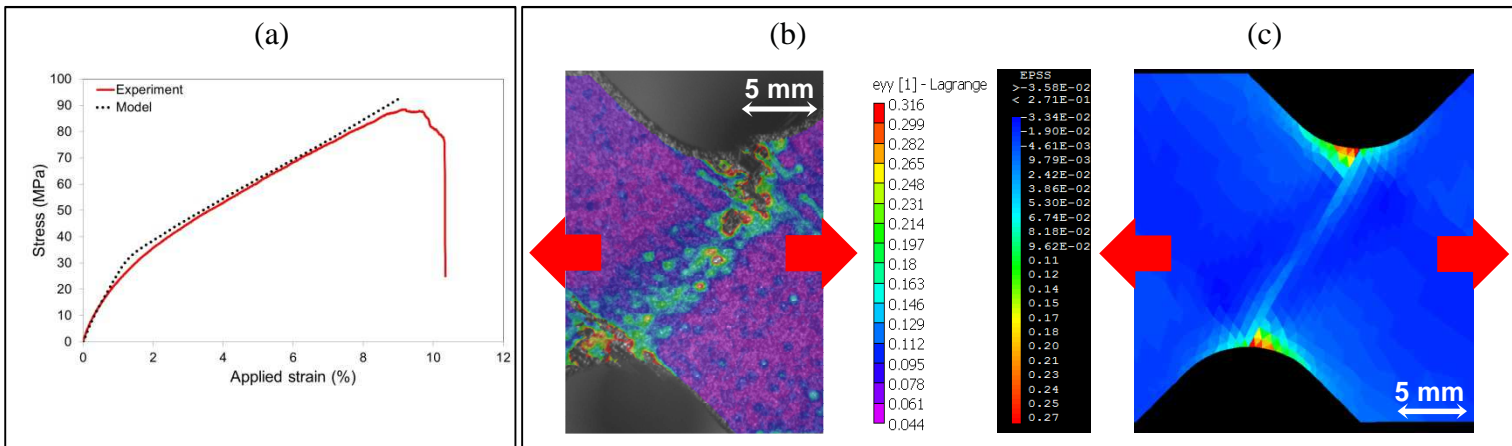 (a)
100
90
80
70
60
50
40
30
20
10
0
Stress (MPa)
Experiment
Model
0 2 4 6 8 10 12
Applied strain (%)
(b)
5 mm
eyy [1] - Lagrange
0.316
0.299
0.282
0.265
0.248
0.231
0.214
0.197
0.18
0.163
0.146
0.129
0.112
0.095
0.078
0.061
0.044
(c)
EPSS
>-3.58E-02
< 2.71E-01
-3.34E-02
-1.90E-02
-4.61E-03
9.79E-03
2.42E-02
3.86E-02
5.30E-02
6.74E-02
8.18E-02
9.62E-02
0.11
0.12
0.14
0.15
0.17
0.18
0.20
0.21
0.23
0.24
0.25
0.27
5 mm